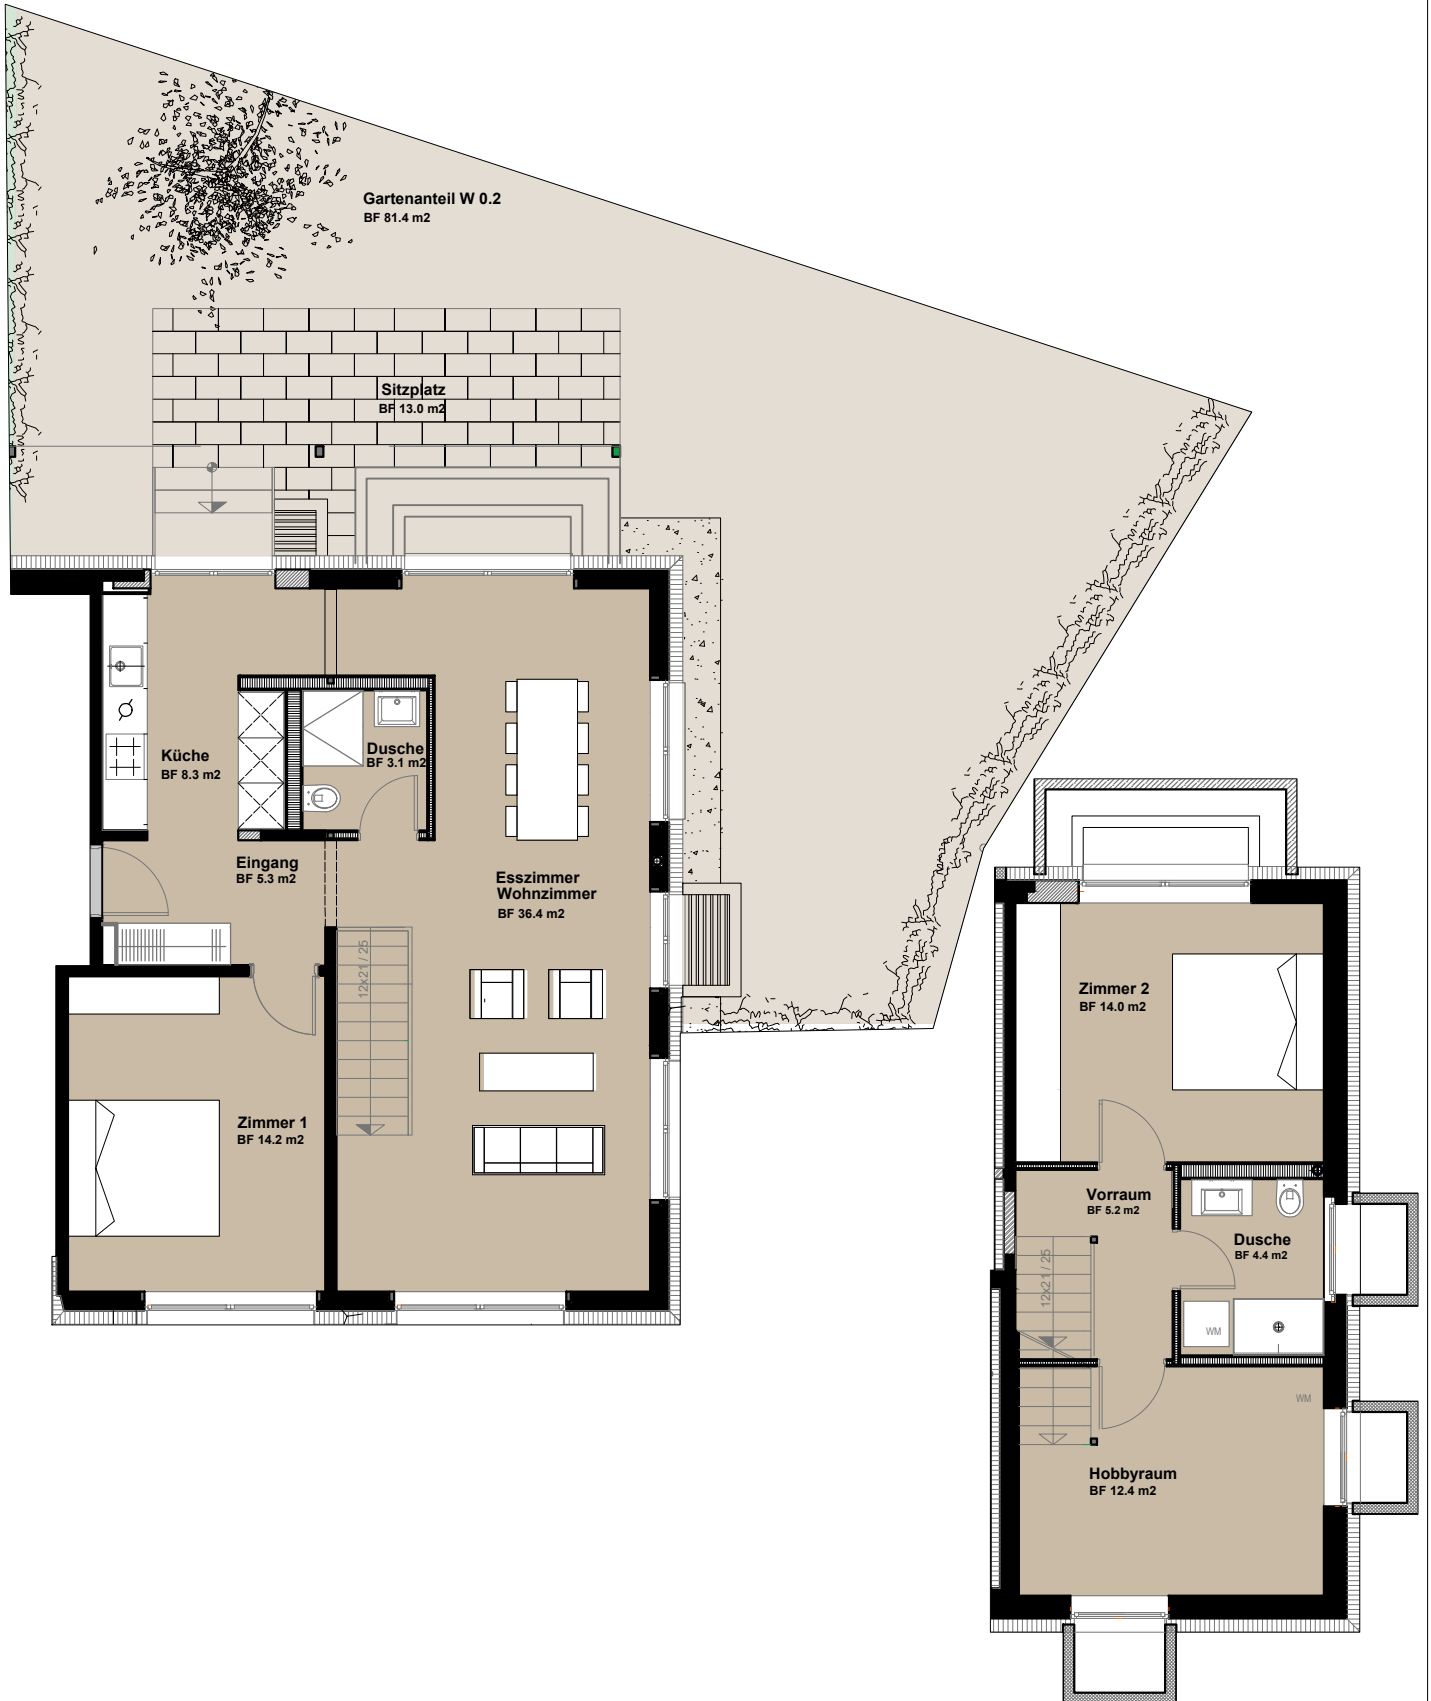 Gartenanteil W 0.2
BF 81.4 m2
Sitzplatz
BF 13.0 m2
Küche
BF 8.3 m2
Dusche
BF 3.1 m2
Eingang
BF 5.3 m2
Esszimmer
Wohnzimmer
BF 36.4 m2
12x21 / 25
Zimmer 1
BF 14.2 m2
Zimmer 2
BF 14.0 m2
Vorraum
BF 5.2 m2
Dusche
BF 4.4 m2
12x21 / 25
WM
WM
Hobbyraum
BF 12.4 m2